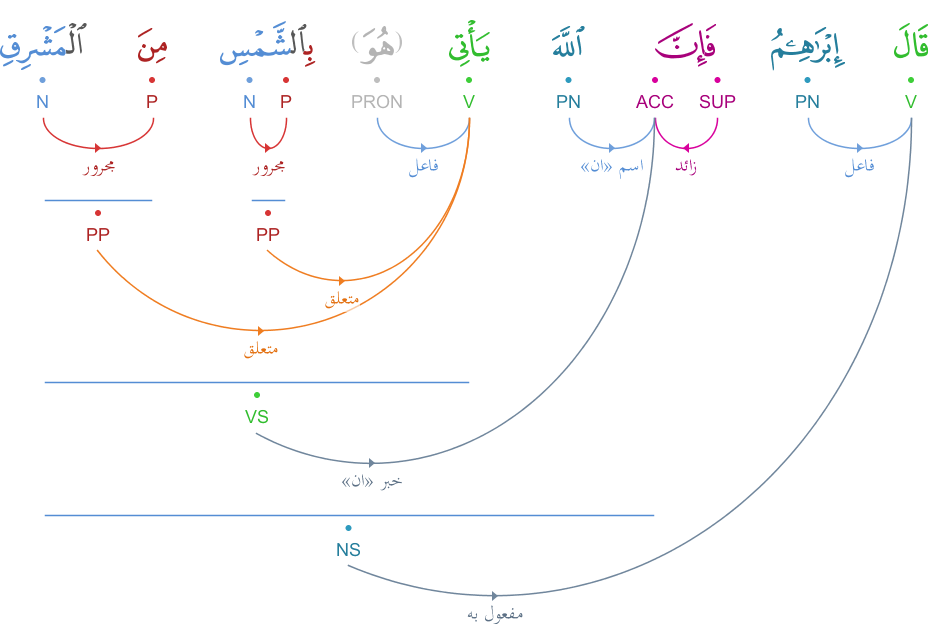 قَالَ إِبْرَٰهِـۧمُ فَإِنَّ ٱللَّهَ يَأْتِى (هُوَ) بِٱلشَّمْسِ مِنَ ٱلْمَشْرِقِ
V PN SUP ACC PN V PRON P N P N
فاعل زائد اسم «ان» فاعل مجرور مجرور
PP PP
متعلق
متعلق
VS
خبر «ان»
NS
مفعول به